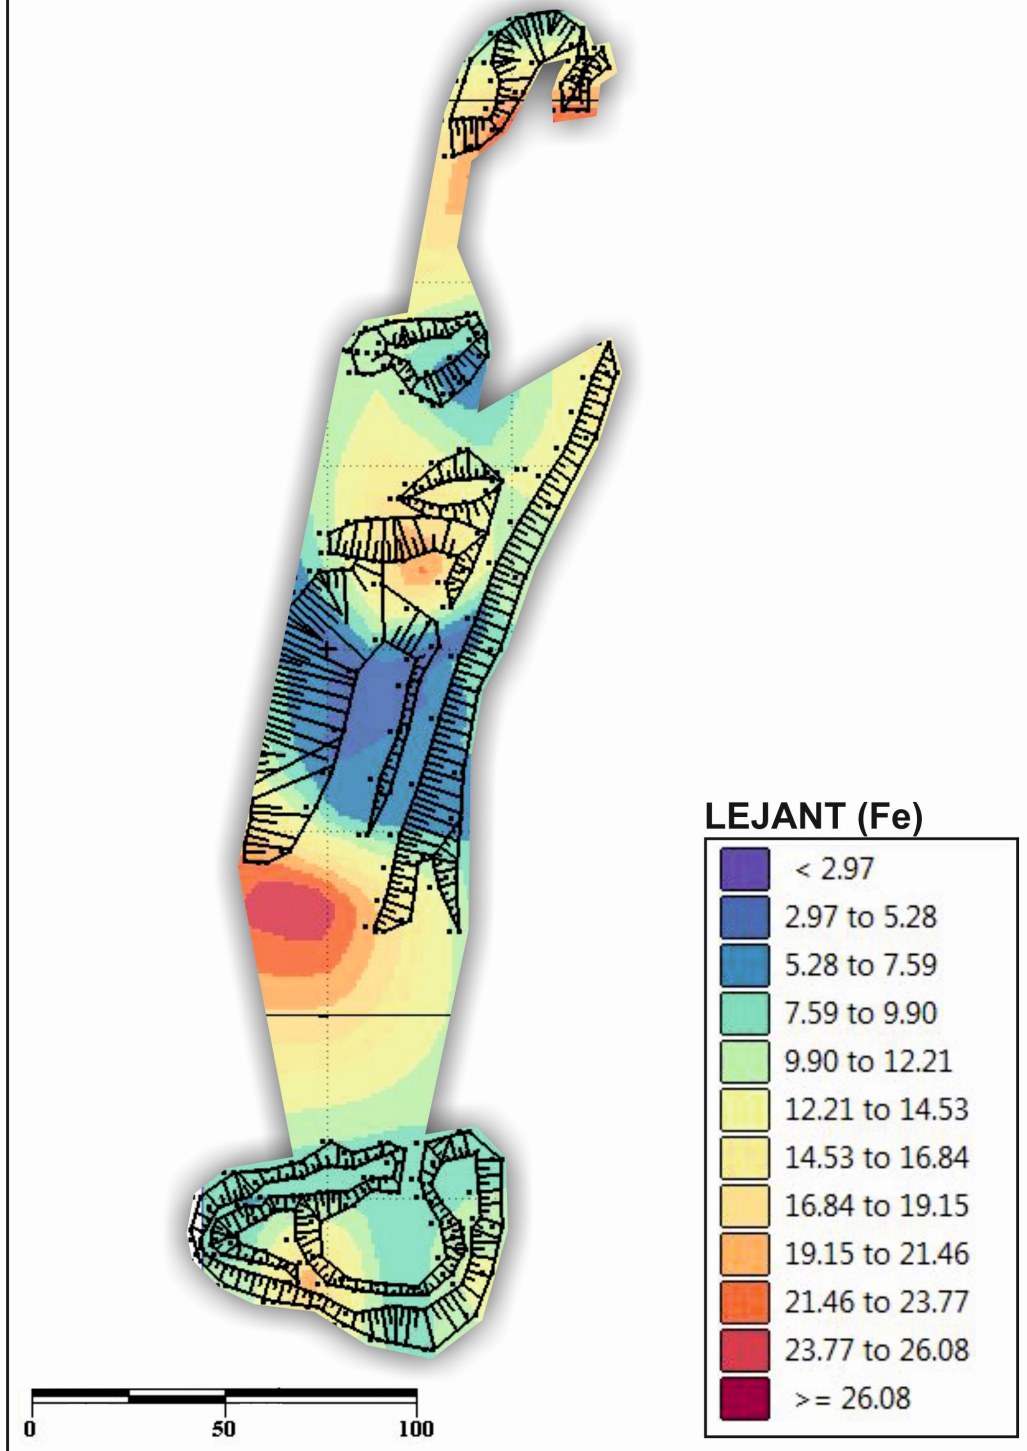 LEJANT (Fe)
< 2.97
2.97 to 5.28
5.28 to 7.59
7.59 to 9.90
9.90 to 12.21
12.21 to 14.53
14.53 to 16.84
16.84 to 19.15
19.15 to 21.46
21.46 to 23.77
23.77 to 26.08
>= 26.08
0 50 100